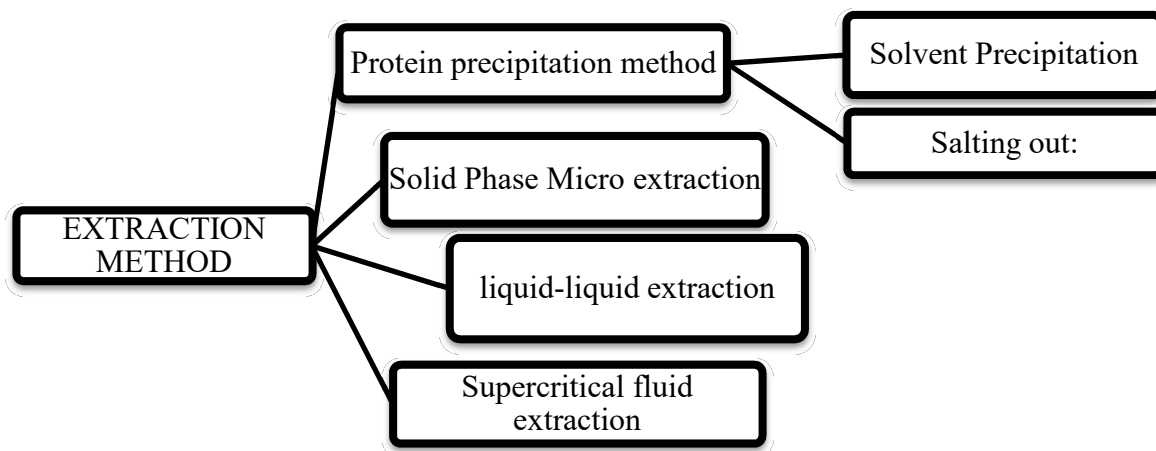 Protein precipitation method
Solvent Precipitation
Salting out:
Solid Phase Micro extraction
EXTRACTION
METHOD
liquid-liquid extraction
Supercritical fluid
extraction